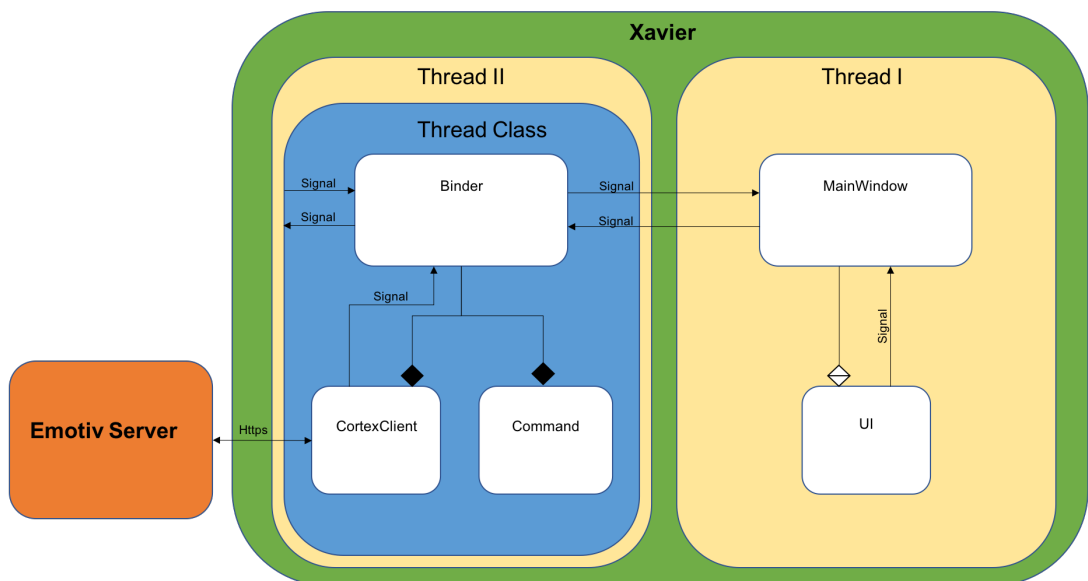 Xavier
Thread II
Thread I
Thread Class
Signal
Binder
Signal
MainWindow
Signal
Signal
Signal
Signal
Emotiv Server
Https
CortexClient
Command
UI